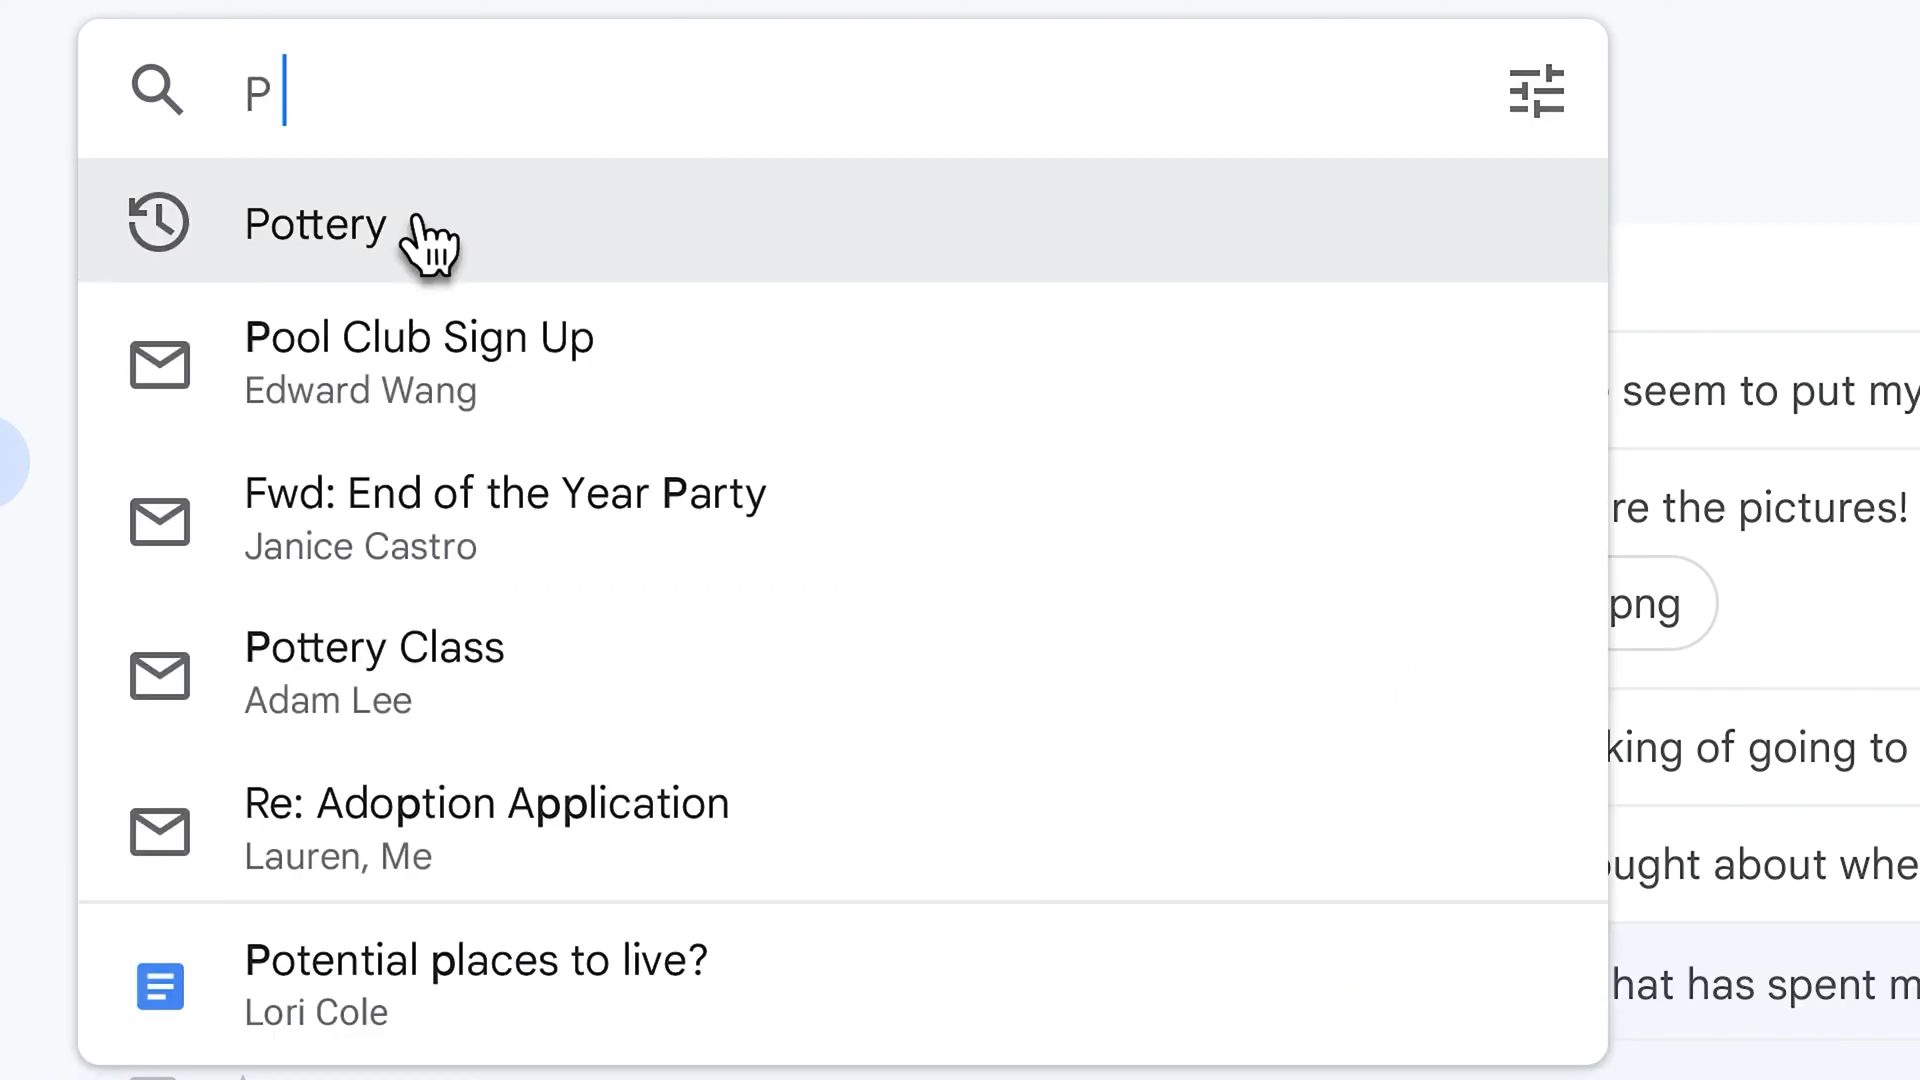 P
Pottery
Pool Club Sign Up
Edward Wang
seem to put my
Fwd: End of the Year Party
re the pictures!
Janice Castro
png
Pottery Class
Adam Lee
king of going to
Re: Adoption Application
Lauren, Me
ught about whe
Potential places to live?
hat has spent m
Lori Cole